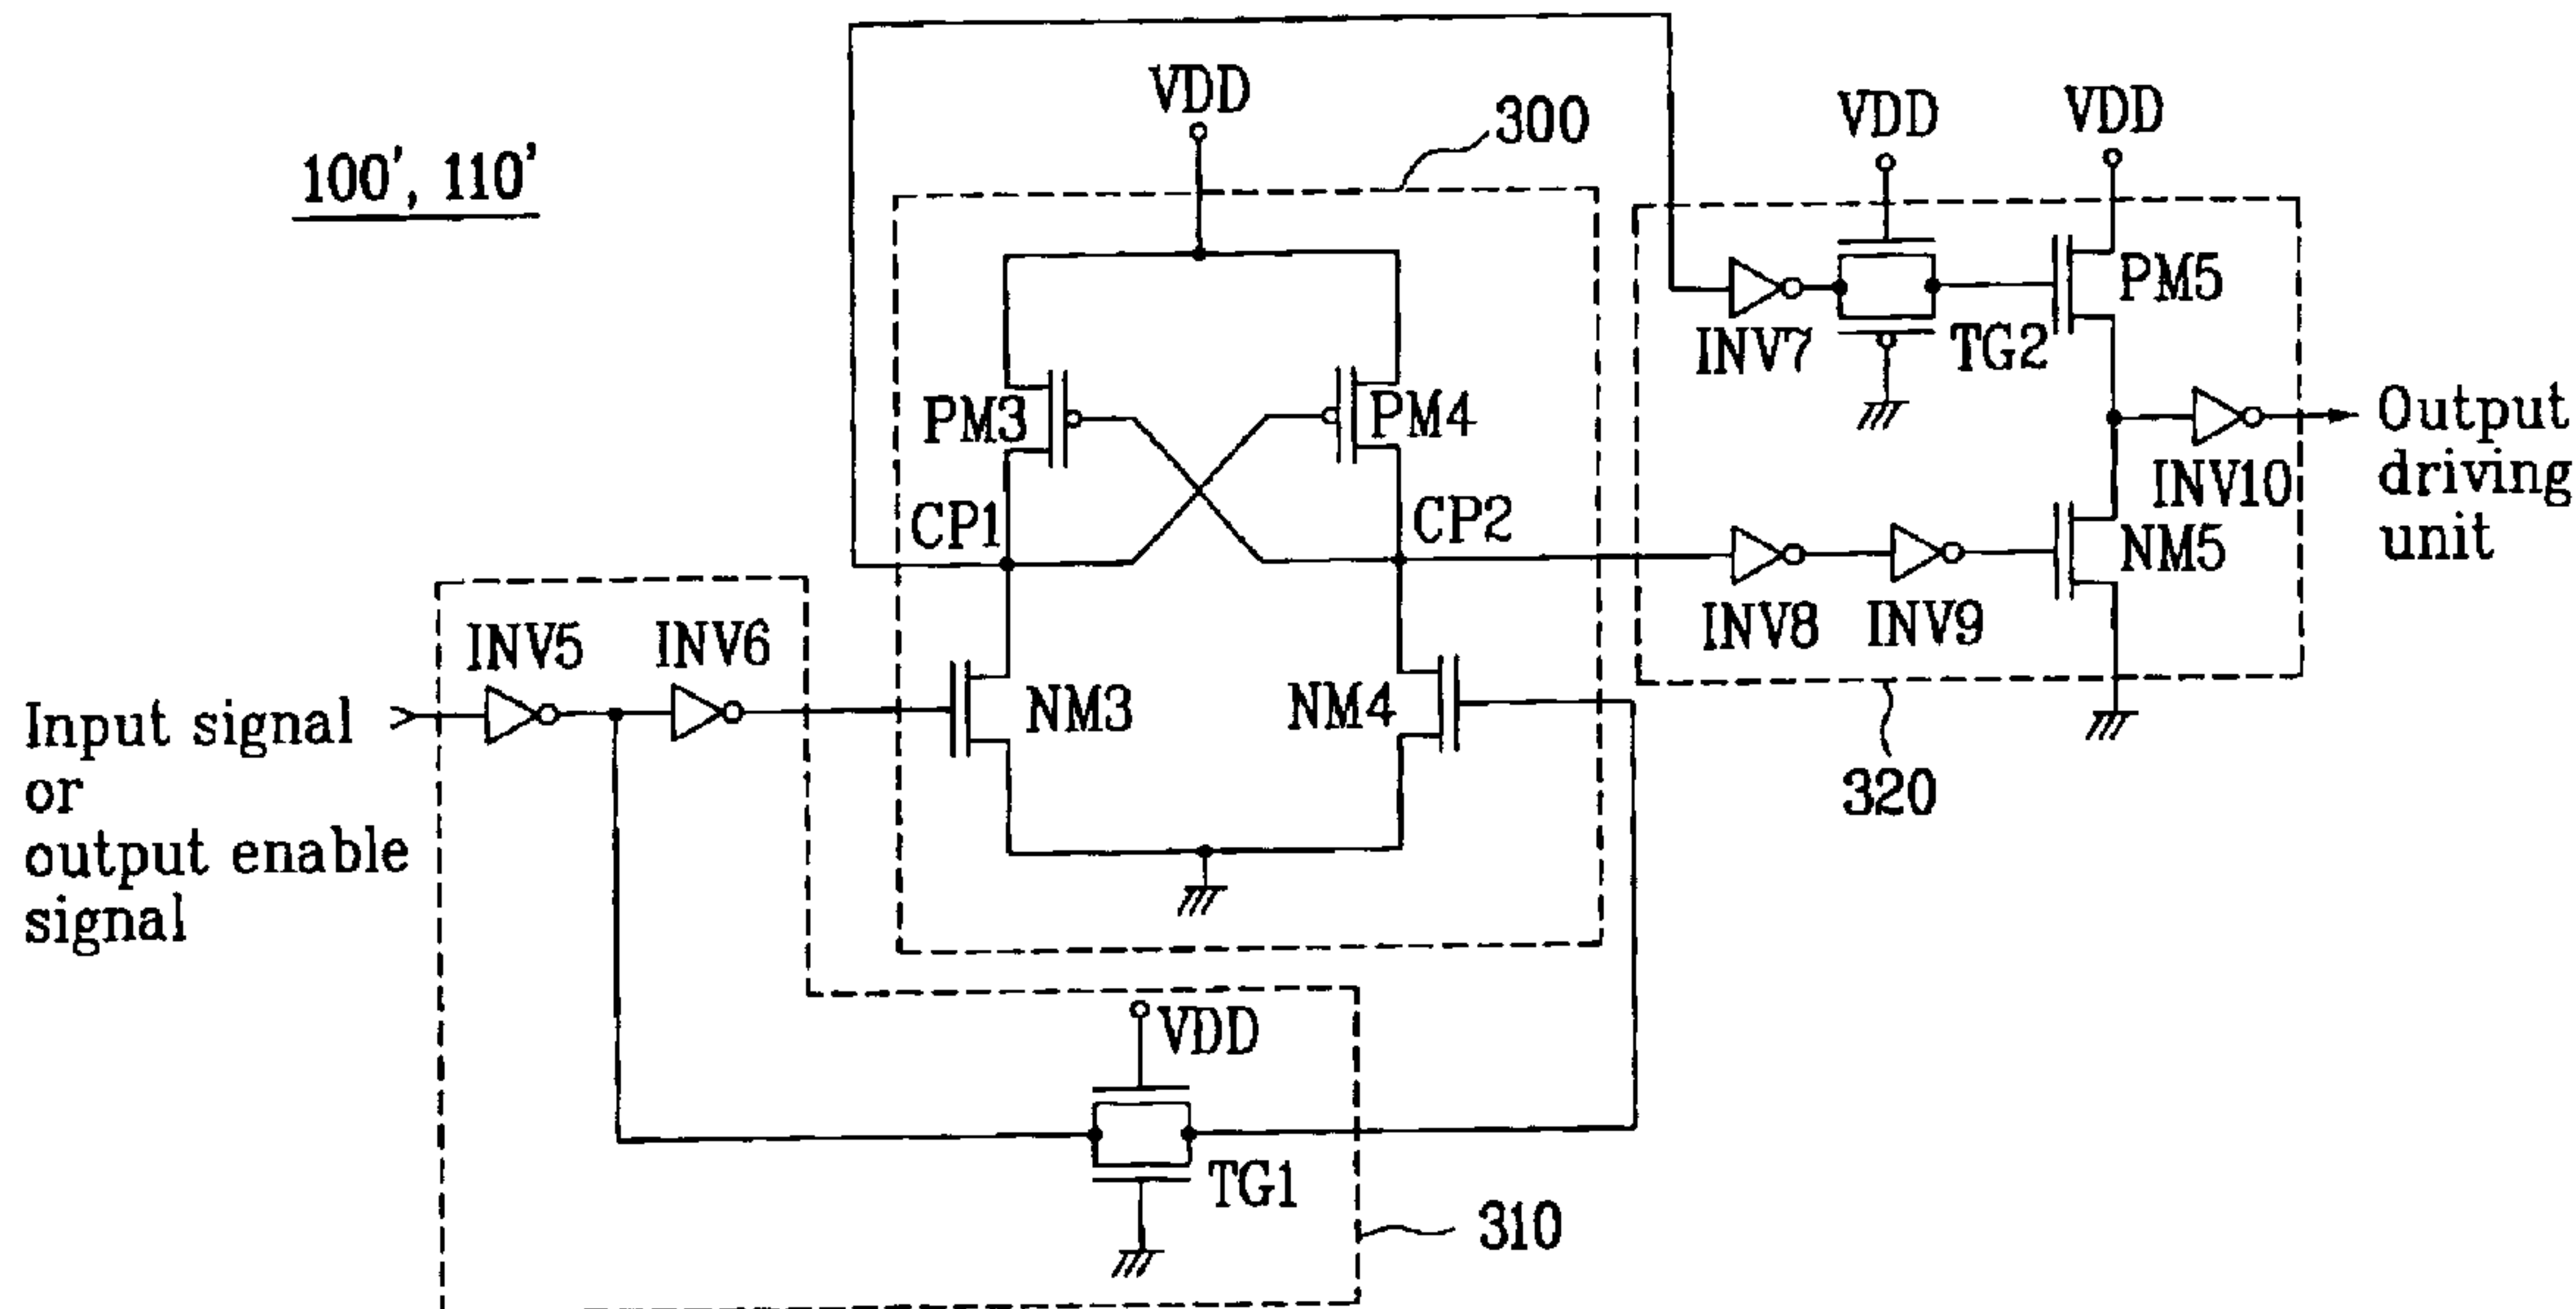 100', 110'
VDD
300
VDD
VDD
PM3
PM4
PM5
INV7
TG2
CP1
CP2
INV10
Output
driving
unit
INV5
INV6
NM3
NM4
INV8
INV9
NM5
Input signal
or
output enable
signal
320
VDD
TG1
310